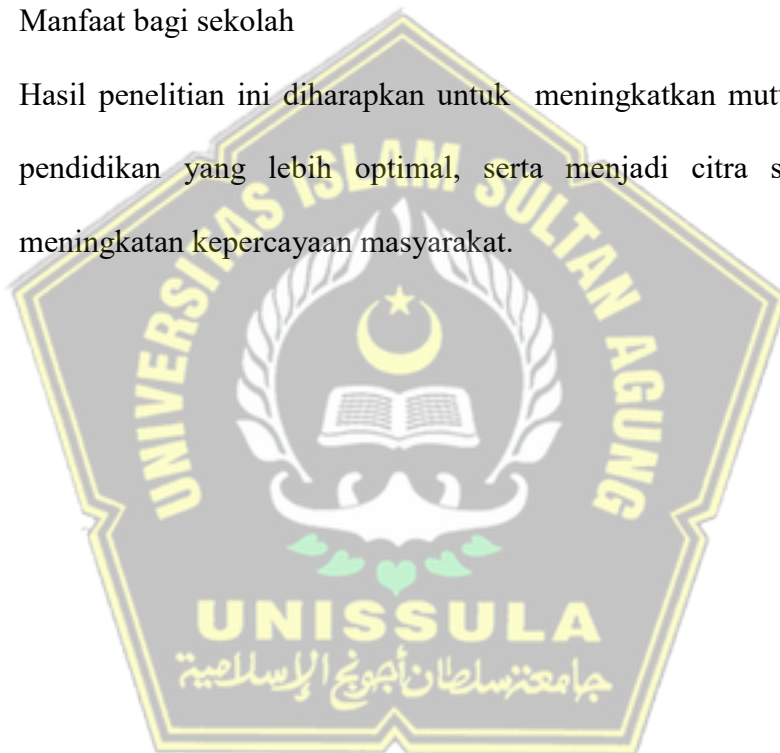 Manfaat bagi sekolah
Hasil penelitian ini diharapkan untuk meningkatkan mut
pendidikan yang lebih optimal, serta menjadi citra s
meningkatan kepercayaan masyarakat.
UNIVERSITAS ISLAM SULTAN AGUNG
UNISSULA
جامعة سلطان أجونج الإسلامية